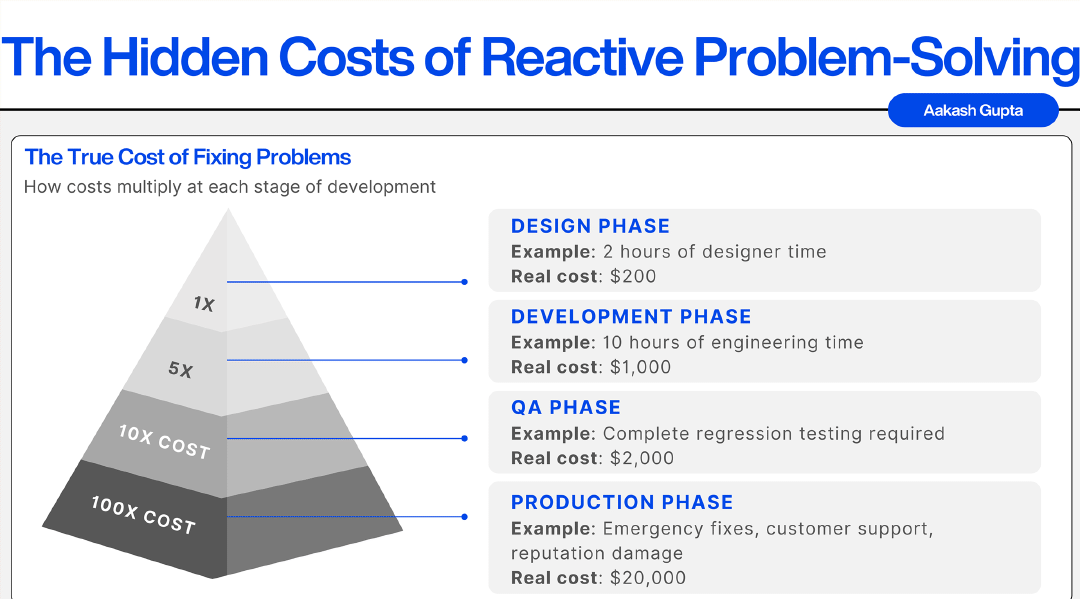 The Hidden Costs of Reactive Problem-Solving
Aakash Gupta
The True Cost of Fixing Problems
How costs multiply at each stage of development
1X
5X
10X COST
100X COST
DESIGN PHASE
Example: 2 hours of designer time
Real cost: $200
DEVELOPMENT PHASE
Example: 10 hours of engineering time
Real cost: $1,000
QA PHASE
Example: Complete regression testing required
Real cost: $2,000
PRODUCTION PHASE
Example: Emergency fixes, customer support,
reputation damage
Real cost: $20,000